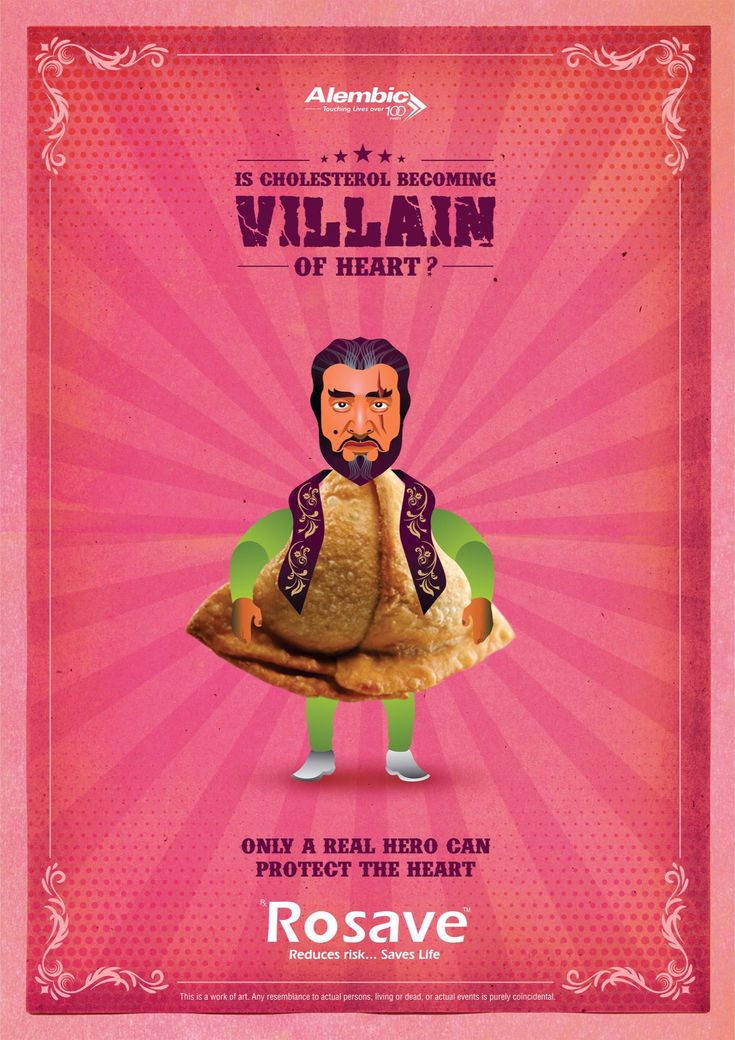 Alembic
Touching Lives over 100 YEARS
IS CHOLESTEROL BECOMING
VILLAIN
OF HEART?
ONLY A REAL HERO CAN
PROTECT THE HEART
Rx Rosave™
Reduces risk... Saves Life
This is a work of art. Any resemblance to actual persons, living or dead, or actual events is purely coincidental.